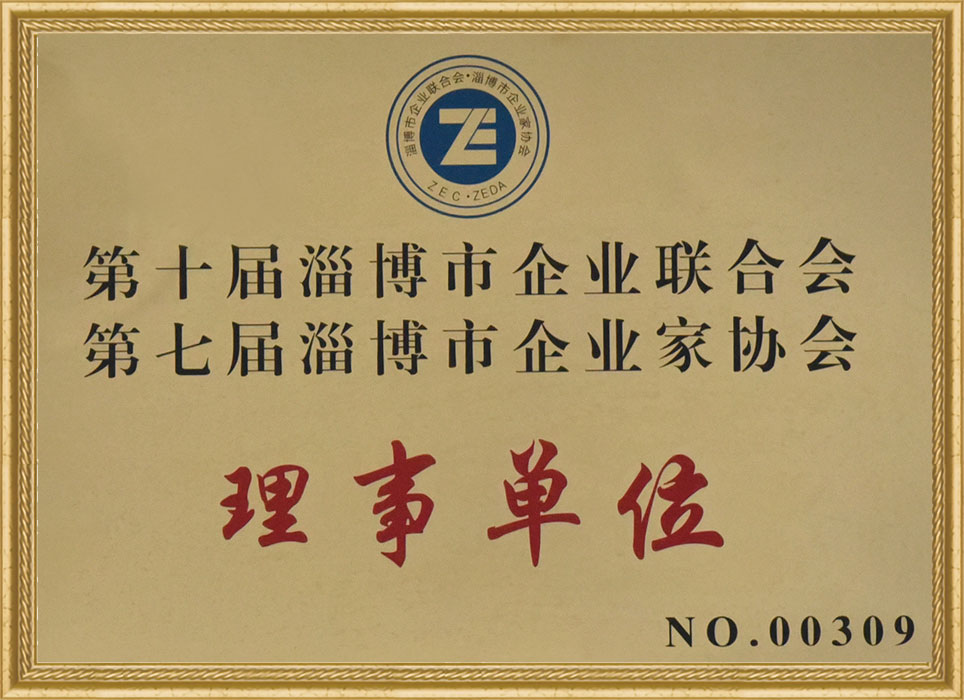 淄博市企业联合会·淄博市企业家协会
ZE
ZEC·ZEDA
第十届淄博市企业联合会
第七届淄博市企业家协会
理事单位
NO.00309